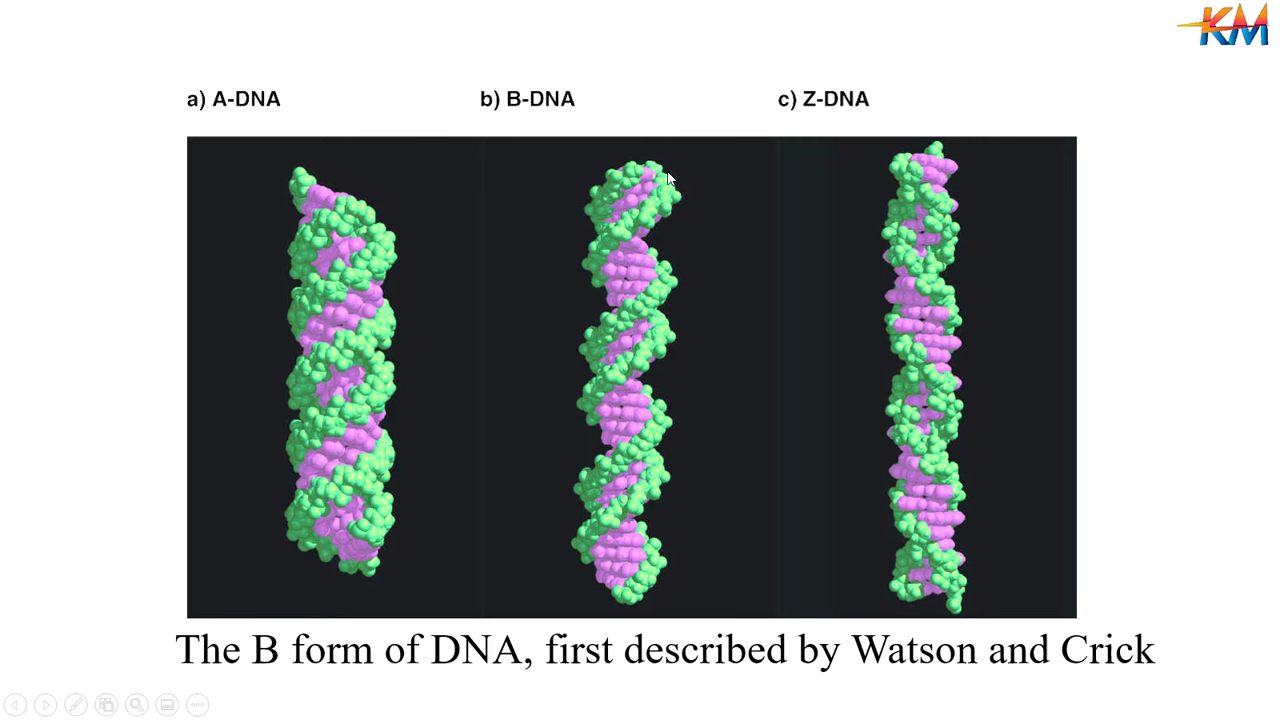 KM
a) A-DNA
b) B-DNA
c) Z-DNA
The B form of DNA, first described by Watson and Crick